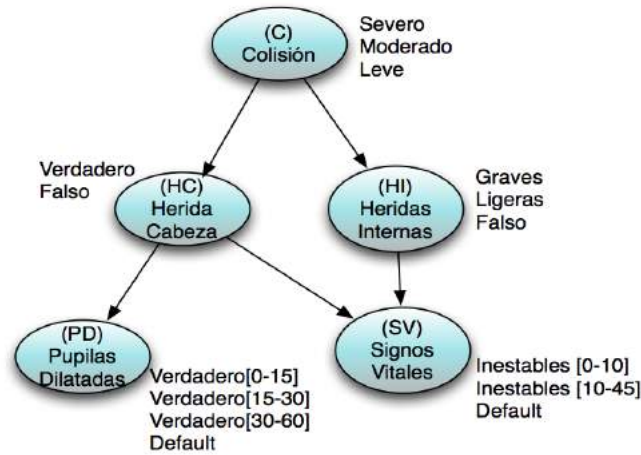 (C)
Colisión
Severo
Moderado
Leve
Verdadero
Falso
(HC)
Herida
Cabeza
(HI)
Heridas
Internas
Graves
Ligeras
Falso
(PD)
Pupilas
Dilatadas
Verdadero[0-15]
Verdadero[15-30]
Verdadero[30-60]
Default
(SV)
Signos
Vitales
Inestables [0-10]
Inestables [10-45]
Default